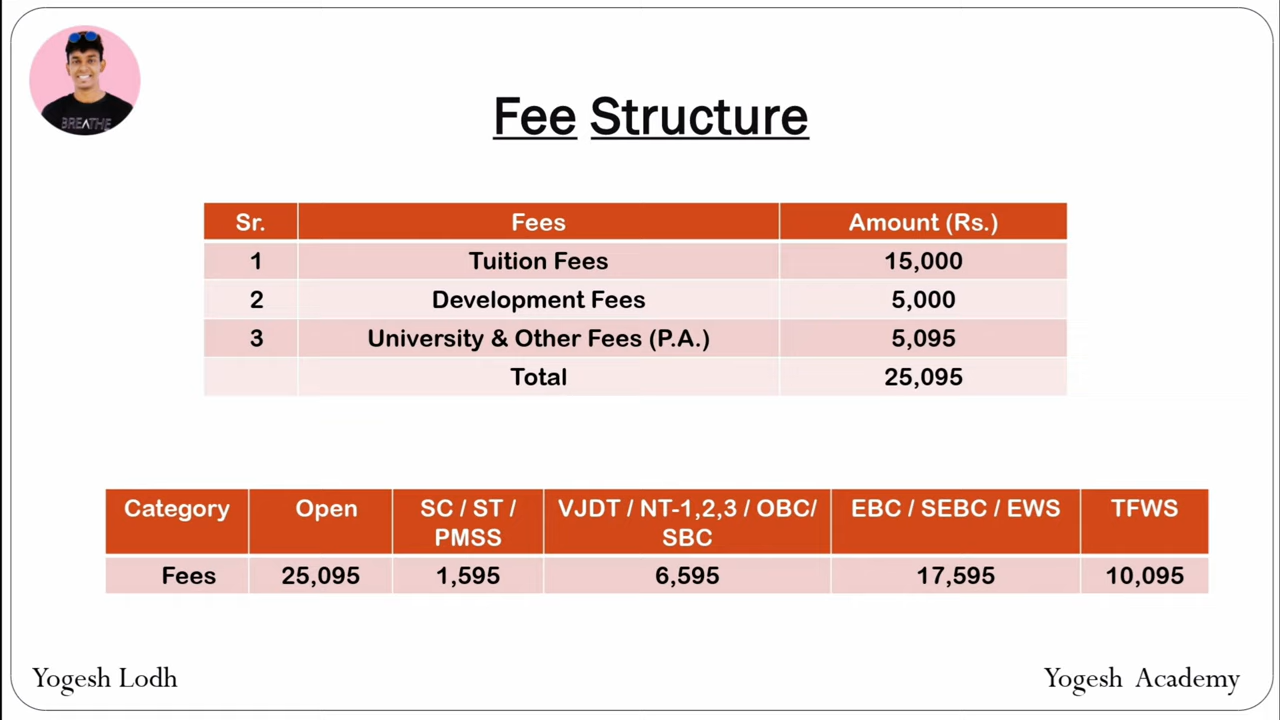 BREATHE
Fee Structure
Sr. Fees Amount (Rs.)
1 Tuition Fees 15,000
2 Development Fees 5,000
3 University & Other Fees (P.A.) 5,095
Total 25,095
Category Open SC / ST / PMSS VJDT / NT-1,2,3 / OBC/ SBC EBC / SEBC / EWS TFWS
Fees 25,095 1,595 6,595 17,595 10,095
Yogesh Lodh Yogesh Academy